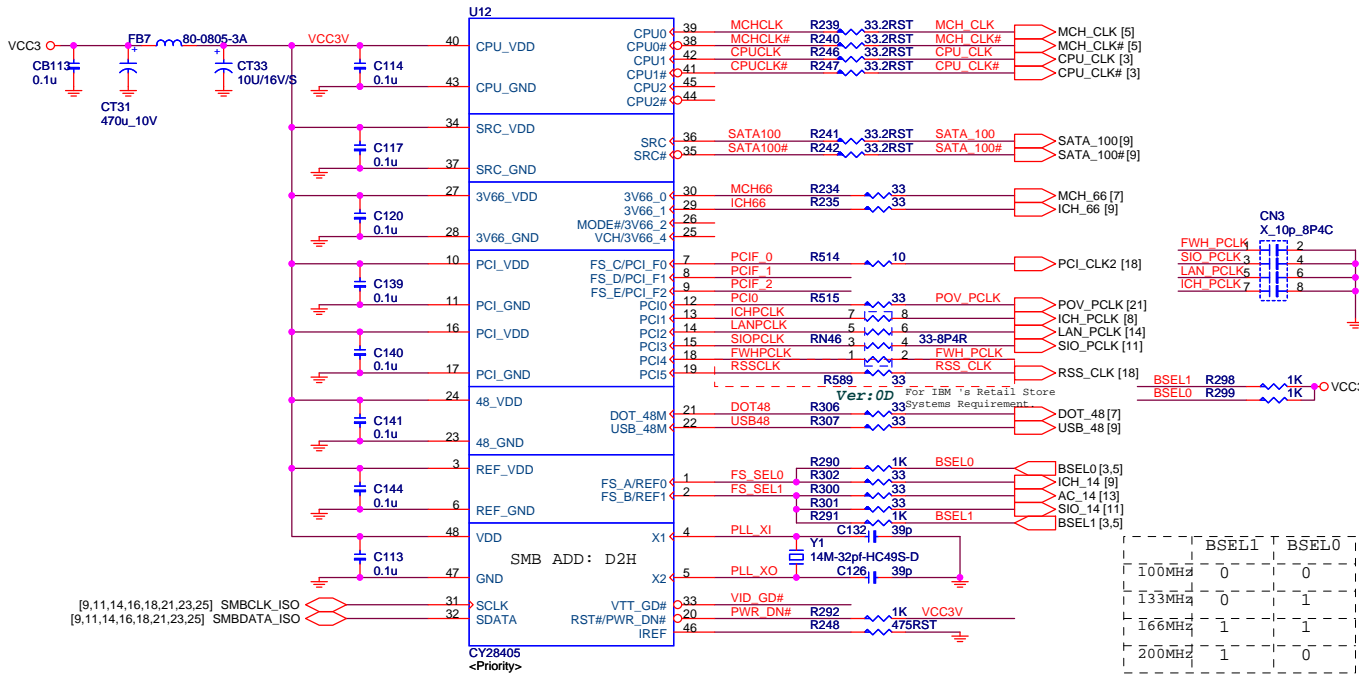 U12
VCC3
FB7 80-0805-3A
VCC3V
CB113
0.1u
CT31
470u_10V
CT33
10U/16V/S
C114
0.1u
40 CPU_VDD
43 CPU_GND
CPU0 39 MCHCLK R239 33.2RST MCH_CLK MCH_CLK [5]
CPU0# 38 MCHCLK# R240 33.2RST MCH_CLK# MCH_CLK# [5]
CPU1 42 CPUCLK R246 33.2RST CPU_CLK CPU_CLK [3]
CPU1# 41 CPUCLK# R247 33.2RST CPU_CLK# CPU_CLK# [3]
CPU2 45
CPU2# 44
C117
0.1u
34 SRC_VDD
37 SRC_GND
SRC 36 SATA100 R241 33.2RST SATA_100 SATA_100 [9]
SRC# 35 SATA100# R242 33.2RST SATA_100# SATA_100# [9]
C120
0.1u
27 3V66_VDD
28 3V66_GND
3V66_0 30 MCH66 R234 33 MCH_66 [7]
3V66_1 29 ICH66 R235 33 ICH_66 [9]
MODE#/3V66_2 26
VCH/3V66_4 25
C139
0.1u
10 PCI_VDD
11 PCI_GND
C140
0.1u
16 PCI_VDD
17 PCI_GND
FS_C/PCI_F0 7 PCIF_0 R514 10 PCI_CLK2 [18]
FS_D/PCI_F1 8 PCIF_1
FS_E/PCI_F2 9 PCIF_2
PCI0 12 PCI0 R515 33 POV_PCLK POV_PCLK [21]
PCI1 13 ICHPCLK 7 8 ICH_PCLK [8]
PCI2 14 LANPCLK 5 6 LAN_PCLK [14]
PCI3 15 SIOPCLK RN46 3 4 33-8P4R SIO_PCLK [11]
PCI4 18 FWHPCLK 1 2 FWH_PCLK
PCI5 19 RSSCLK R589 33 RSS_CLK RSS_CLK [18]
Ver:0D For IBM 's Retail Store
Systems Requirement.
CN3
X_10p_8P4C
FWH_PCLK 1 2
SIO_PCLK 3 4
LAN_PCLK 5 6
ICH_PCLK 7 8
BSEL1 R298 1K VCC3
BSEL0 R299 1K
C141
0.1u
24 48_VDD
23 48_GND
DOT_48M 21 DOT48 R306 33 DOT_48 [7]
USB_48M 22 USB48 R307 33 USB_48 [9]
C144
0.1u
3 REF_VDD
6 REF_GND
FS_A/REF0 1 FS_SEL0
FS_B/REF1 2 FS_SEL1
R290 1K BSEL0 BSEL0 [3,5]
R302 33 ICH_14 [9]
R300 33 AC_14 [13]
R301 33 SIO_14 [11]
R291 1K BSEL1 BSEL1 [3,5]
C113
0.1u
48 VDD
47 GND
SMB ADD: D2H
X1 4 PLL_XI C132 39p
Y1
14M-32pf-HC49S-D
X2 5 PLL_XO C126 39p
[9,11,14,16,18,21,23,25] SMBCLK_ISO 31 SCLK
[9,11,14,16,18,21,23,25] SMBDATA_ISO 32 SDATA
VTT_GD# 33 VID_GD#
RST#/PWR_DN# 20 PWR_DN# R292 1K VCC3V
IREF 46 R248 475RST
CY28405
<Priority>
BSEL1 BSEL0
100MHz 0 0
133MHz 0 1
166MHz 1 1
200MHz 1 0